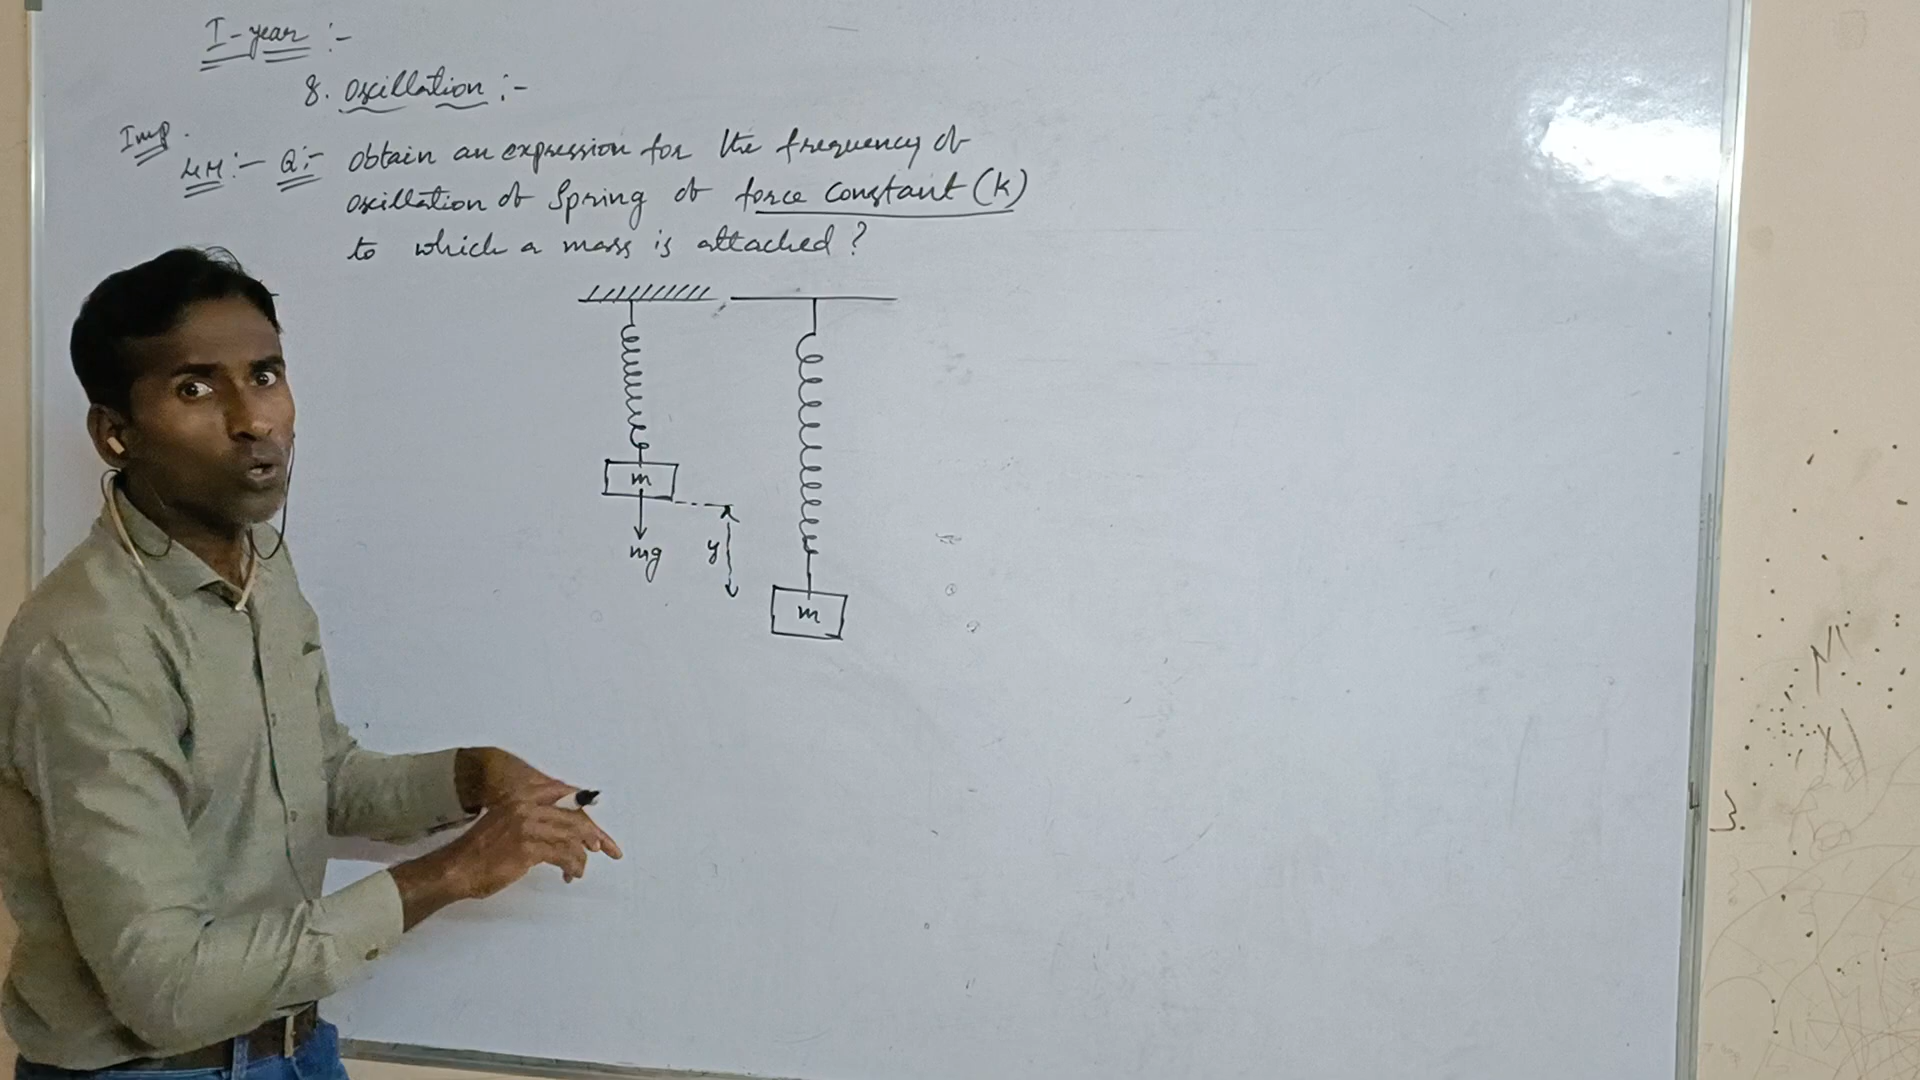 I-year :-
8. Oscillation :-
Imp.
4M :- Q:- Obtain an expression for the frequency of
oscillation of Spring of force constant (K)
to which a mass is attached ?
m
mg
y
m
3.